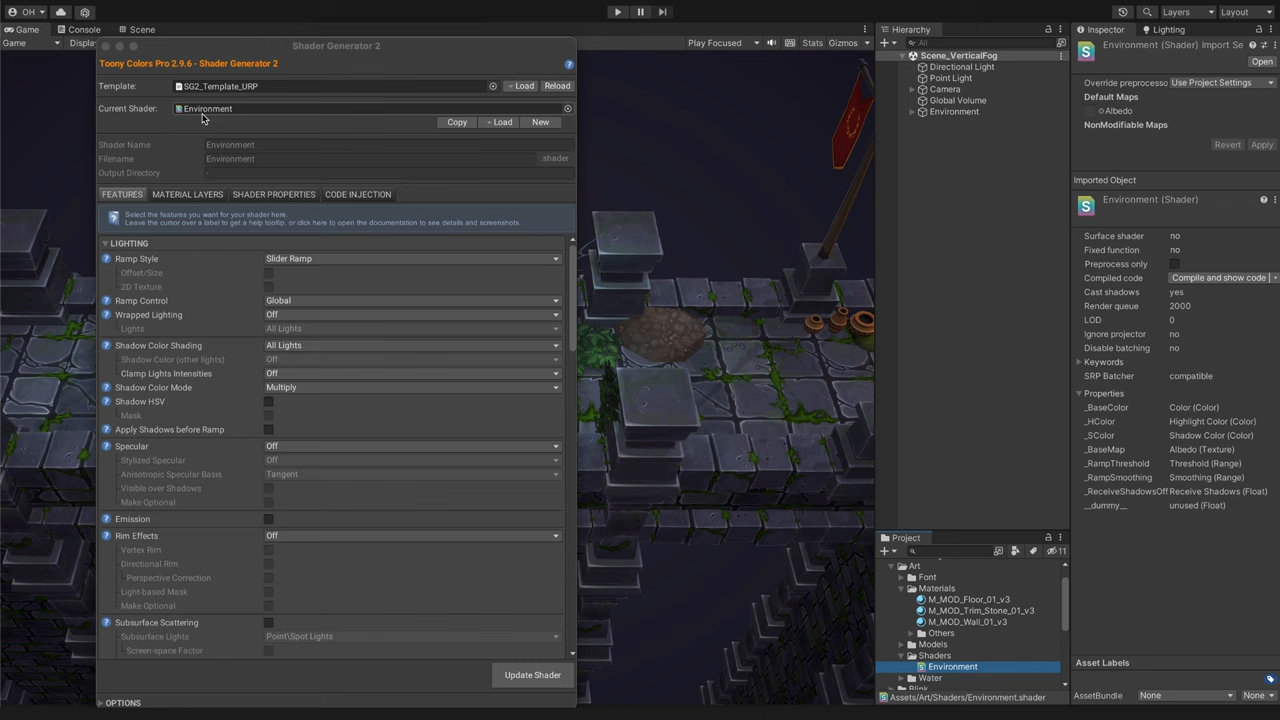 OH
Layers
Layout
Game
Console
Scene
Game
Displa
Play Focused
Stats
Gizmos
Shader Generator 2
Toony Colors Pro 2.9.6 - Shader Generator 2
Template:
SG2_Template_URP
Load
Reload
Current Shader:
Environment
Copy
Load
New
Shader Name
Environment
Filename
Environment
.shader
Output Directory
-
FEATURES
MATERIAL LAYERS
SHADER PROPERTIES
CODE INJECTION
Select the features you want for your shader here.
Leave the cursor over a label to get a help tooltip, or click here to open the documentation to see details and screenshots.
LIGHTING
Ramp Style
Slider Ramp
Offset/Size
2D Texture
Ramp Control
Global
Wrapped Lighting
Off
Lights
All Lights
Shadow Color Shading
All Lights
Shadow Color (other lights)
Off
Clamp Lights Intensities
Off
Shadow Color Mode
Multiply
Shadow HSV
Mask
Apply Shadows before Ramp
Specular
Off
Stylized Specular
Off
Anisotropic Specular Basis
Tangent
Visible over Shadows
Make Optional
Emission
Rim Effects
Off
Vertex Rim
Directional Rim
Perspective Correction
Light-based Mask
Make Optional
Subsurface Scattering
Subsurface Lights
Point\Spot Lights
Screen-space Factor
Update Shader
OPTIONS
Hierarchy
All
Scene_VerticalFog
Directional Light
Point Light
Camera
Global Volume
Environment
Project
11
Art
Font
Materials
M_MOD_Floor_01_v3
M_MOD_Trim_Stone_01_v3
M_MOD_Wall_01_v3
Others
Models
Shaders
Environment
Water
Blink
Assets/Art/Shaders/Environment.shader
Inspector
Lighting
Environment (Shader) Import Se
Open
Override preprocesso
Use Project Settings
Default Maps
Albedo
NonModifiable Maps
Revert
Apply
Imported Object
Environment (Shader)
Surface shader
no
Fixed function
no
Preprocess only
Compiled code
Compile and show code
Cast shadows
yes
Render queue
2000
LOD
0
Ignore projector
no
Disable batching
no
Keywords
SRP Batcher
compatible
Properties
_BaseColor
Color (Color)
_HColor
Highlight Color (Color)
_SColor
Shadow Color (Color)
_BaseMap
Albedo (Texture)
_RampThreshold
Threshold (Range)
_RampSmoothing
Smoothing (Range)
_ReceiveShadowsOff
Receive Shadows (Float)
__dummy__
unused (Float)
Asset Labels
AssetBundle
None
None